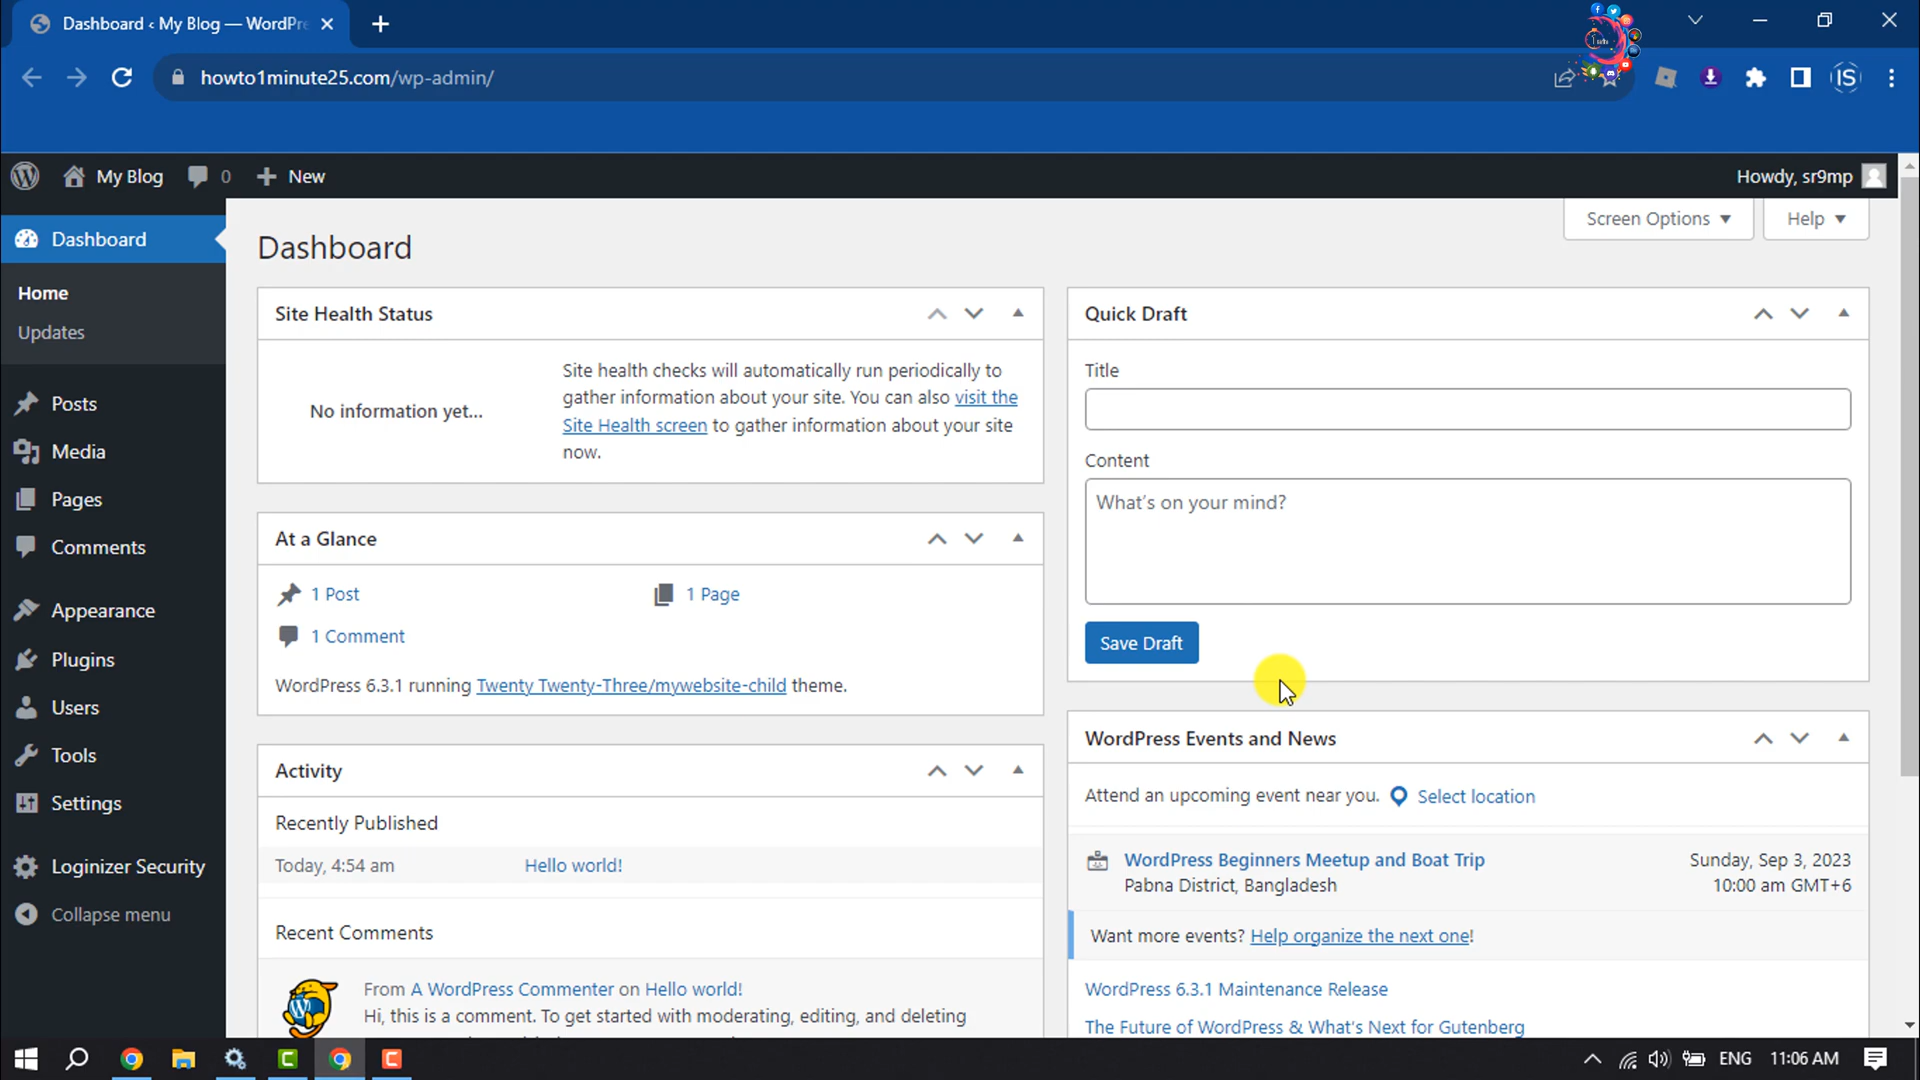 Dashboard ‹ My Blog — WordPre
howto1minute25.com/wp-admin/
IS
My Blog
0
New
Howdy, sr9mp
Dashboard
Home
Updates
Posts
Media
Pages
Comments
Appearance
Plugins
Users
Tools
Settings
Loginizer Security
Collapse menu
Screen Options
Help
Dashboard
Site Health Status
No information yet...
Site health checks will automatically run periodically to
gather information about your site. You can also visit the
Site Health screen to gather information about your site
now.
At a Glance
1 Post
1 Page
1 Comment
WordPress 6.3.1 running Twenty Twenty-Three/mywebsite-child theme.
Activity
Recently Published
Today, 4:54 am
Hello world!
Recent Comments
From A WordPress Commenter on Hello world!
Hi, this is a comment. To get started with moderating, editing, and deleting
Quick Draft
Title
Content
What's on your mind?
Save Draft
WordPress Events and News
Attend an upcoming event near you.
Select location
WordPress Beginners Meetup and Boat Trip
Pabna District, Bangladesh
Sunday, Sep 3, 2023
10:00 am GMT+6
Want more events? Help organize the next one!
WordPress 6.3.1 Maintenance Release
The Future of WordPress & What's Next for Gutenberg
ENG
11:06 AM